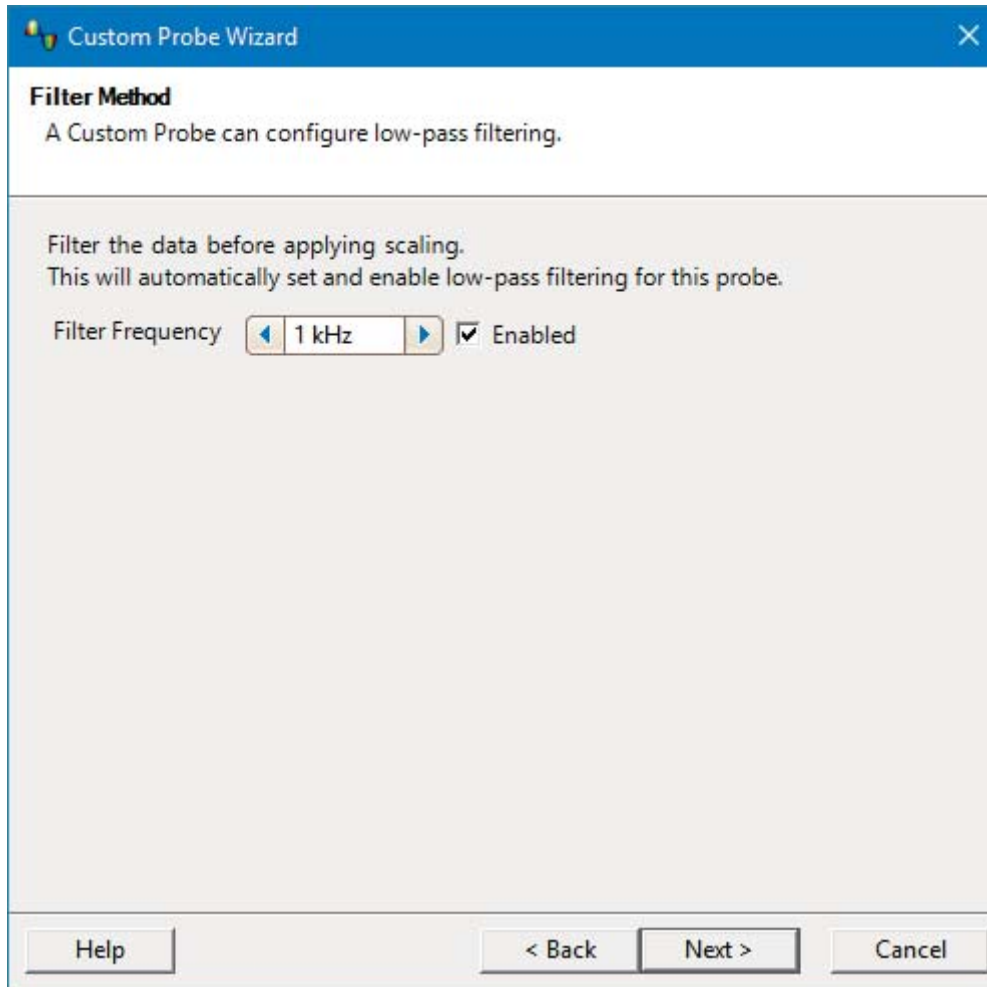 Custom Probe Wizard
Filter Method
A Custom Probe can configure low-pass filtering.
Filter the data before applying scaling.
This will automatically set and enable low-pass filtering for this probe.
Filter Frequency 1 kHz Enabled
Help < Back Next > Cancel